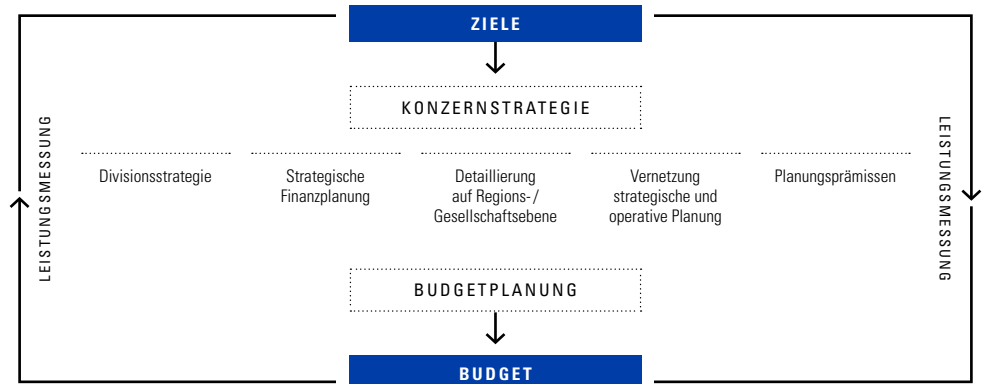 ZIELE
KONZERNSTRATEGIE
LEISTUNGSMESSUNG
LEISTUNGSMESSUNG
Divisionsstrategie
Strategische
Finanzplanung
Detaillierung
auf Regions-/
Gesellschaftsebene
Vernetzung
strategische und
operative Planung
Planungsprämissen
BUDGETPLANUNG
BUDGET